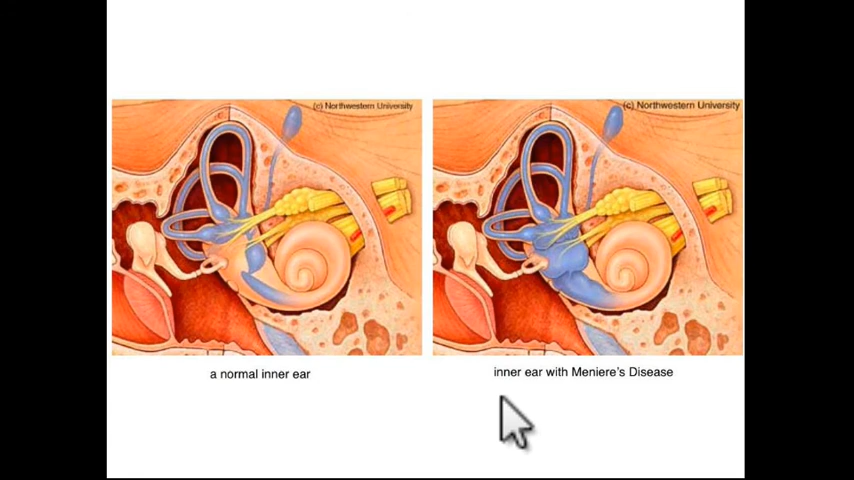 (c) Northwestern University
(c) Northwestern University
a normal inner ear
inner ear with Meniere's Disease